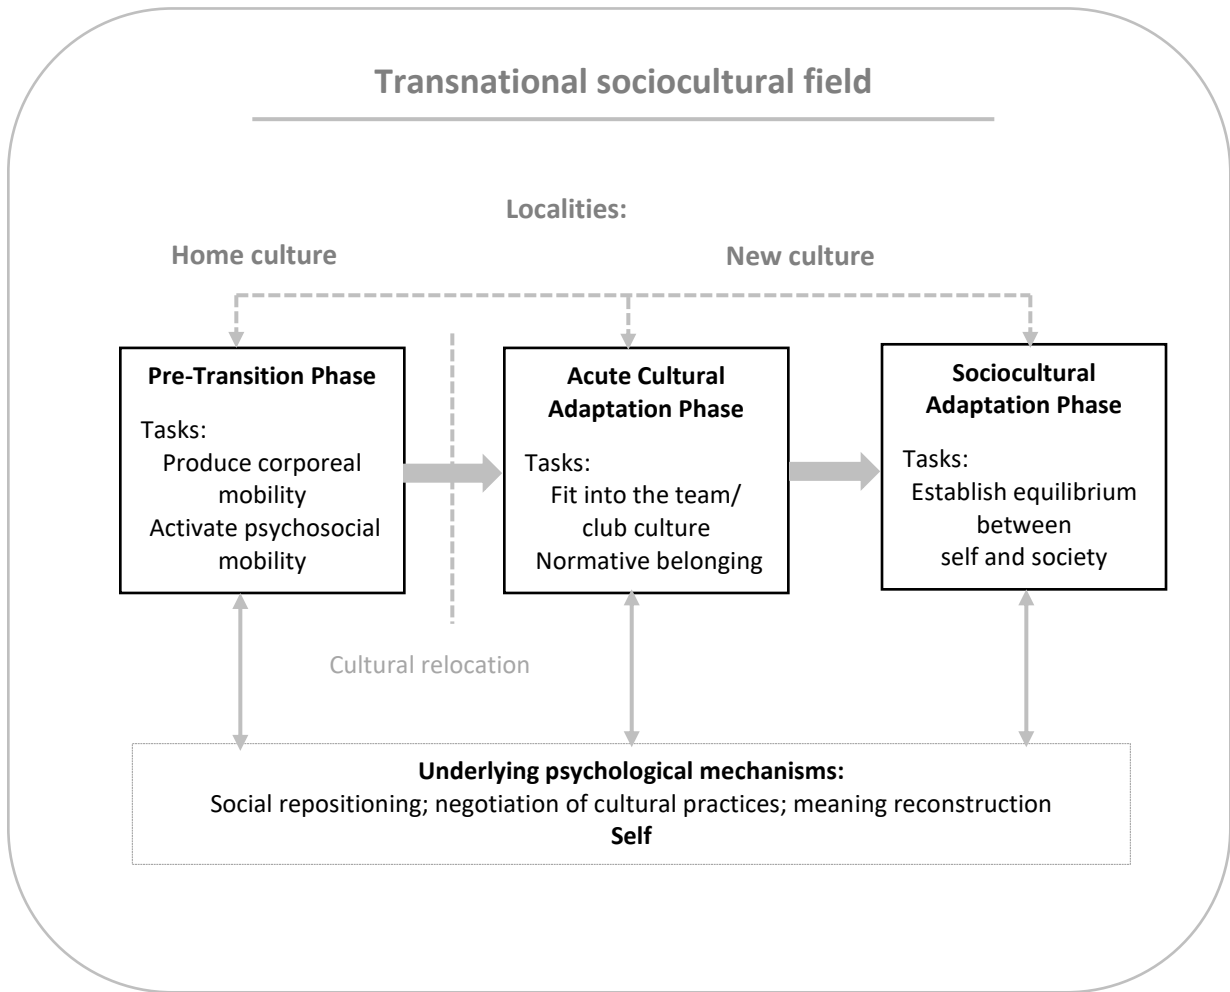 Transnational sociocultural field
Localities:
Home culture
New culture
Pre-Transition Phase
Tasks:
Produce corporeal
mobility
Activate psychosocial
mobility
Acute Cultural
Adaptation Phase
Tasks:
Fit into the team/
club culture
Normative belonging
Sociocultural
Adaptation Phase
Tasks:
Establish equilibrium
between
self and society
Cultural relocation
Underlying psychological mechanisms:
Social repositioning; negotiation of cultural practices; meaning reconstruction
Self